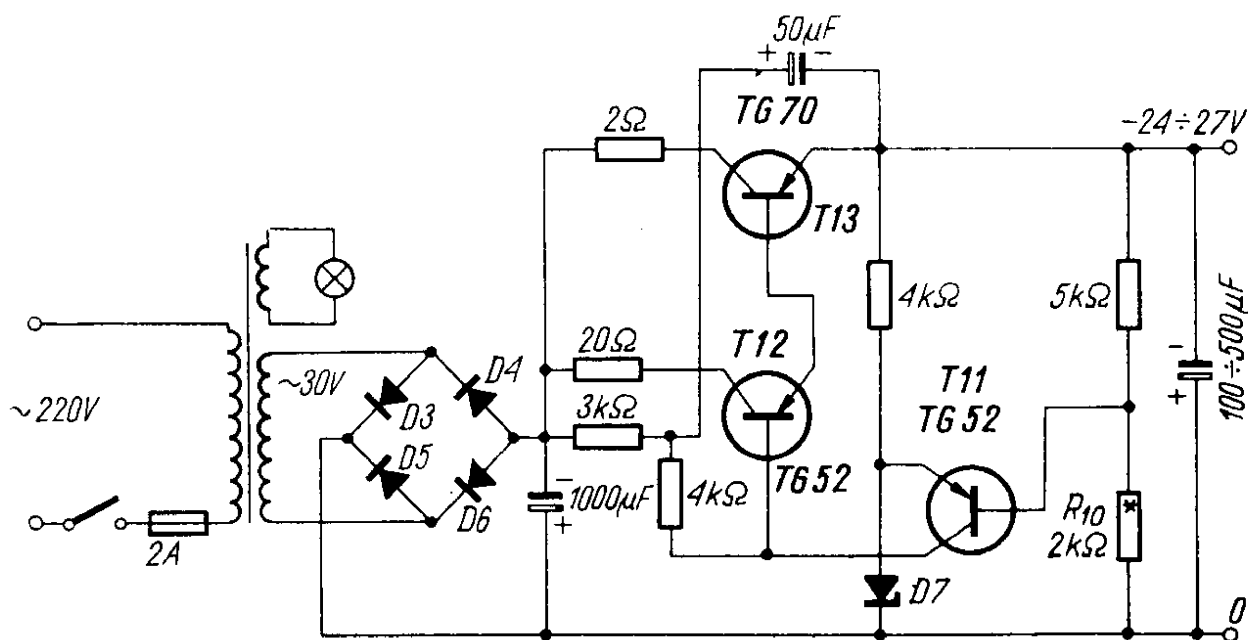 50μF
+ -
TG 70
2Ω
-24÷27V
T13
4kΩ
5kΩ
100÷500μF
- 
+
20Ω
T12
~30V
D4
T11
TG 52
~220V
D3
3kΩ
D5
TG52
1000μF
-
+
4kΩ
D6
R10
2kΩ
*
2A
D7
0